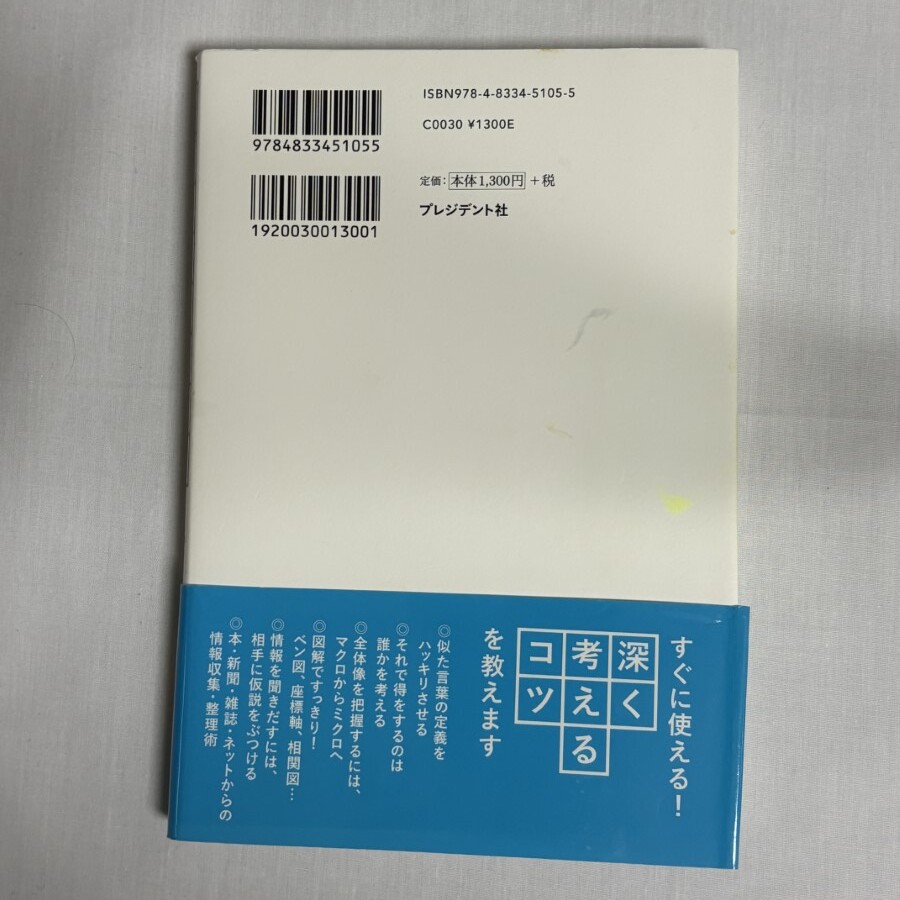 ISBN978-4-8334-5105-5
C0030 ¥1300E
9784833451055
定価：本体1,300円＋税
プレジデント社
1920030013001
すぐに使える！
深く
考える
コツ
を教えます
◎似た言葉の定義を
ハッキリさせる
◎それで得をするのは
誰かを考える
◎全体像を把握するには、
マクロからミクロへ
◎図解ですっきり！
ベン図、座標軸、相関図…
◎情報を聞きだすには、
相手に仮説をぶつける
◎本・新聞・雑誌・ネットからの
情報収集・整理術